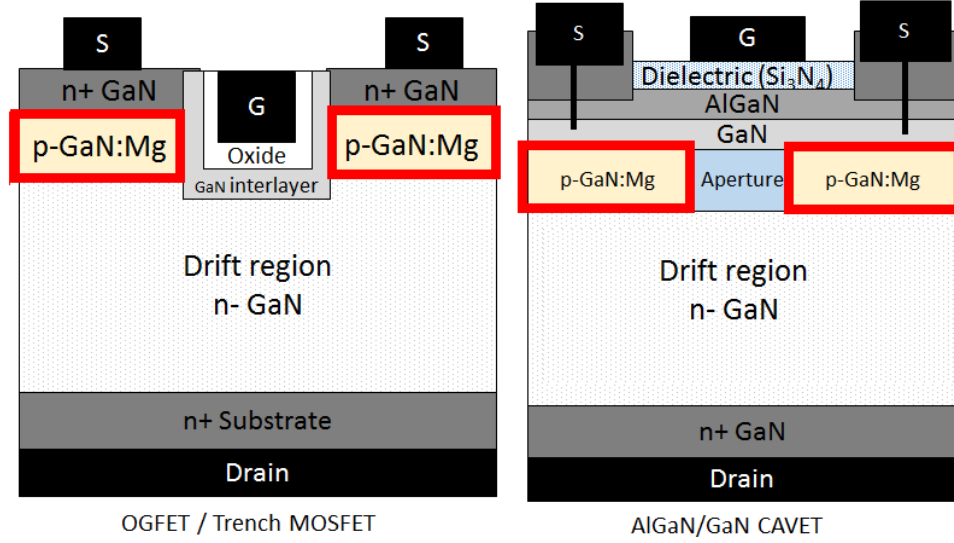 S
S
n+ GaN
n+ GaN
G
p-GaN:Mg
p-GaN:Mg
Oxide
GaN interlayer
Drift region
n- GaN
n+ Substrate
Drain
OGFET / Trench MOSFET
S
G
S
Dielectric (Si₃N₄)
AlGaN
GaN
p-GaN:Mg
Aperture
p-GaN:Mg
Drift region
n- GaN
n+ GaN
Drain
AlGaN/GaN CAVET